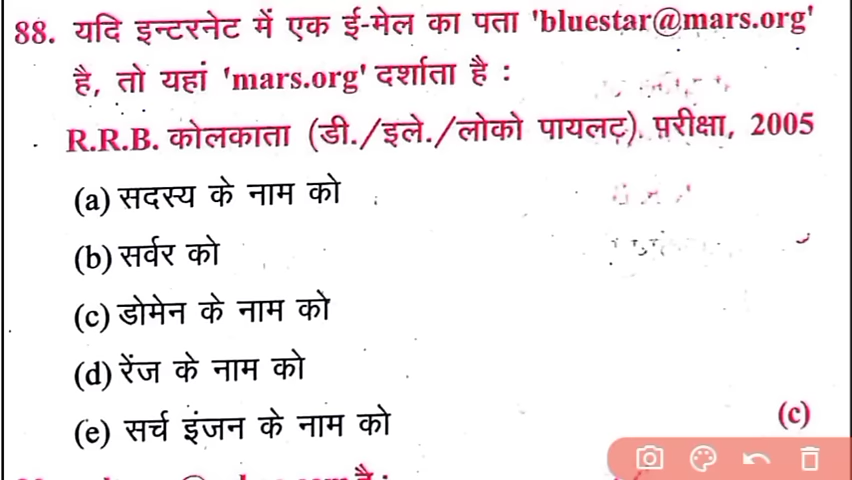 88. यदि इन्टरनेट में एक ई-मेल का पता 'bluestar@mars.org'
है, तो यहां 'mars.org' दर्शाता है :
R.R.B. कोलकाता (डी./इले./लोको पायलट) परीक्षा, 2005
(a) सदस्य के नाम को
(b) सर्वर को
(c) डोमेन के नाम को
(d) रेंज के नाम को
(e) सर्च इंजन के नाम को
(c)